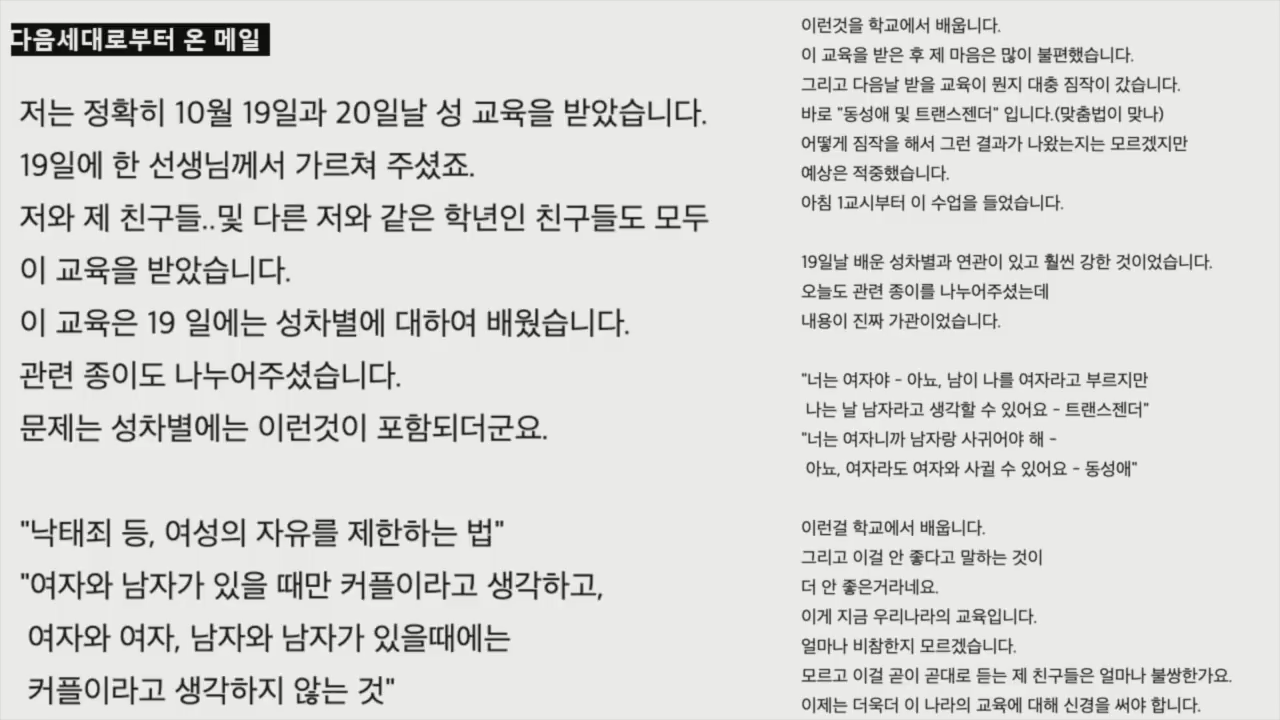 다음세대로부터 온 메일
저는 정확히 10월 19일과 20일날 성 교육을 받았습니다.
19일에 한 선생님께서 가르쳐 주셨죠.
저와 제 친구들..및 다른 저와 같은 학년인 친구들도 모두
이 교육을 받았습니다.
이 교육은 19 일에는 성차별에 대하여 배웠습니다.
관련 종이도 나누어주셨습니다.
문제는 성차별에는 이런것이 포함되더군요.
"낙태죄 등, 여성의 자유를 제한하는 법"
"여자와 남자가 있을 때만 커플이라고 생각하고,
여자와 여자, 남자와 남자가 있을때에는
커플이라고 생각하지 않는 것"
이런것을 학교에서 배웁니다.
이 교육을 받은 후 제 마음은 많이 불편했습니다.
그리고 다음날 받을 교육이 뭔지 대충 짐작이 갔습니다.
바로 "동성애 및 트랜스젠더" 입니다.(맞춤법이 맞나)
어떻게 짐작을 해서 그런 결과가 나왔는지는 모르겠지만
예상은 적중했습니다.
아침 1교시부터 이 수업을 들었습니다.
19일날 배운 성차별과 연관이 있고 훨씬 강한 것이었습니다.
오늘도 관련 종이를 나누어주셨는데
내용이 진짜 가관이었습니다.
"너는 여자야 - 아뇨, 남이 나를 여자라고 부르지만
나는 날 남자라고 생각할 수 있어요 - 트랜스젠더"
"너는 여자니까 남자랑 사귀어야 해 -
아뇨, 여자라도 여자와 사귈 수 있어요 - 동성애"
이런걸 학교에서 배웁니다.
그리고 이걸 안 좋다고 말하는 것이
더 안 좋은거라네요.
이게 지금 우리나라의 교육입니다.
얼마나 비참한지 모르겠습니다.
모르고 이걸 곧이 곧대로 듣는 제 친구들은 얼마나 불쌍한가요.
이제는 더욱더 이 나라의 교육에 대해 신경을 써야 합니다.